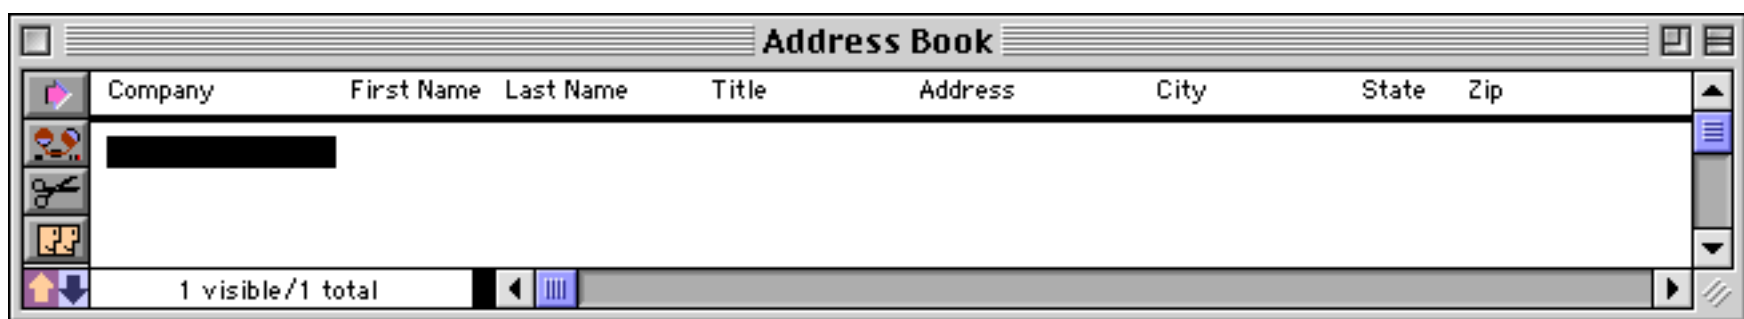 Address Book
Company First Name Last Name Title Address City State Zip
1 visible/1 total